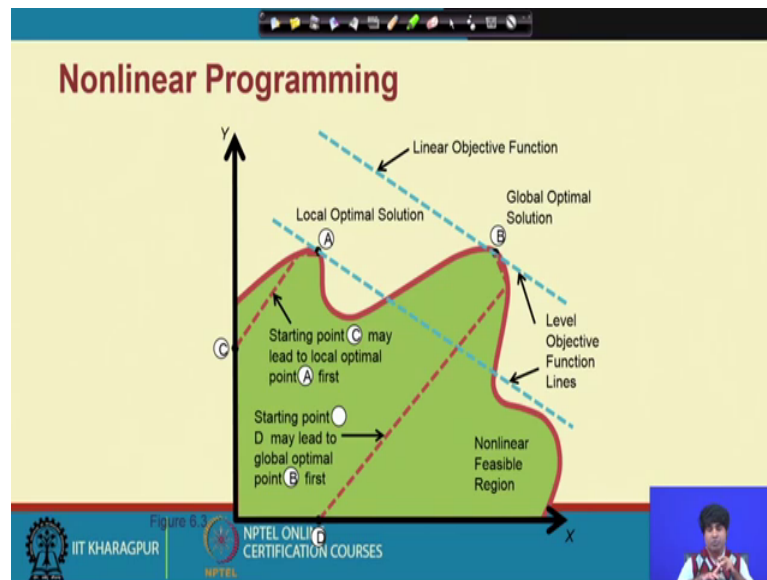 Nonlinear Programming
Y
Linear Objective Function
Global Optimal
Solution
Local Optimal Solution
A
B
Level
Objective
Function
Lines
C
Starting point C may
lead to local optimal
point A first
Starting point
D may lead to
global optimal
point B first
Nonlinear
Feasible
Region
Figure 6.3
D
X
IIT KHARAGPUR
NPTEL
NPTEL ONLINE
CERTIFICATION COURSES